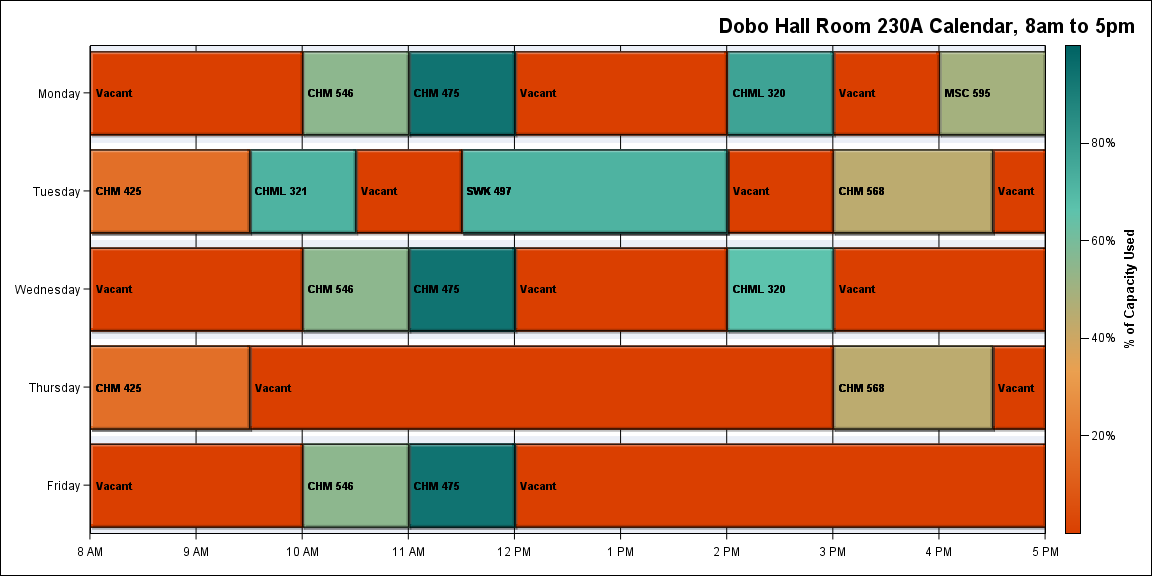 Dobo Hall Room 230A Calendar, 8am to 5pm
Monday
Vacant
CHM 546
CHM 475
Vacant
CHML 320
Vacant
MSC 595
Tuesday
CHM 425
CHML 321
Vacant
SWK 497
Vacant
CHM 568
Vacant
Wednesday
Vacant
CHM 546
CHM 475
Vacant
CHML 320
Vacant
Thursday
CHM 425
Vacant
CHM 568
Vacant
Friday
Vacant
CHM 546
CHM 475
Vacant
8 AM
9 AM
10 AM
11 AM
12 PM
1 PM
2 PM
3 PM
4 PM
5 PM
80%
60%
40%
20%
% of Capacity Used